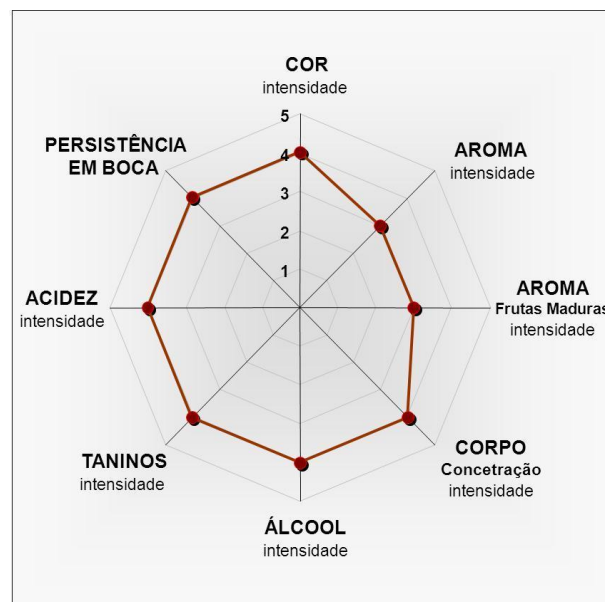 COR
intensidade
5
4
3
2
1
AROMA
intensidade
AROMA
Frutas Maduras
intensidade
CORPO
Concetração
intensidade
ÁLCOOL
intensidade
TANINOS
intensidade
ACIDEZ
intensidade
PERSISTÊNCIA
EM BOCA